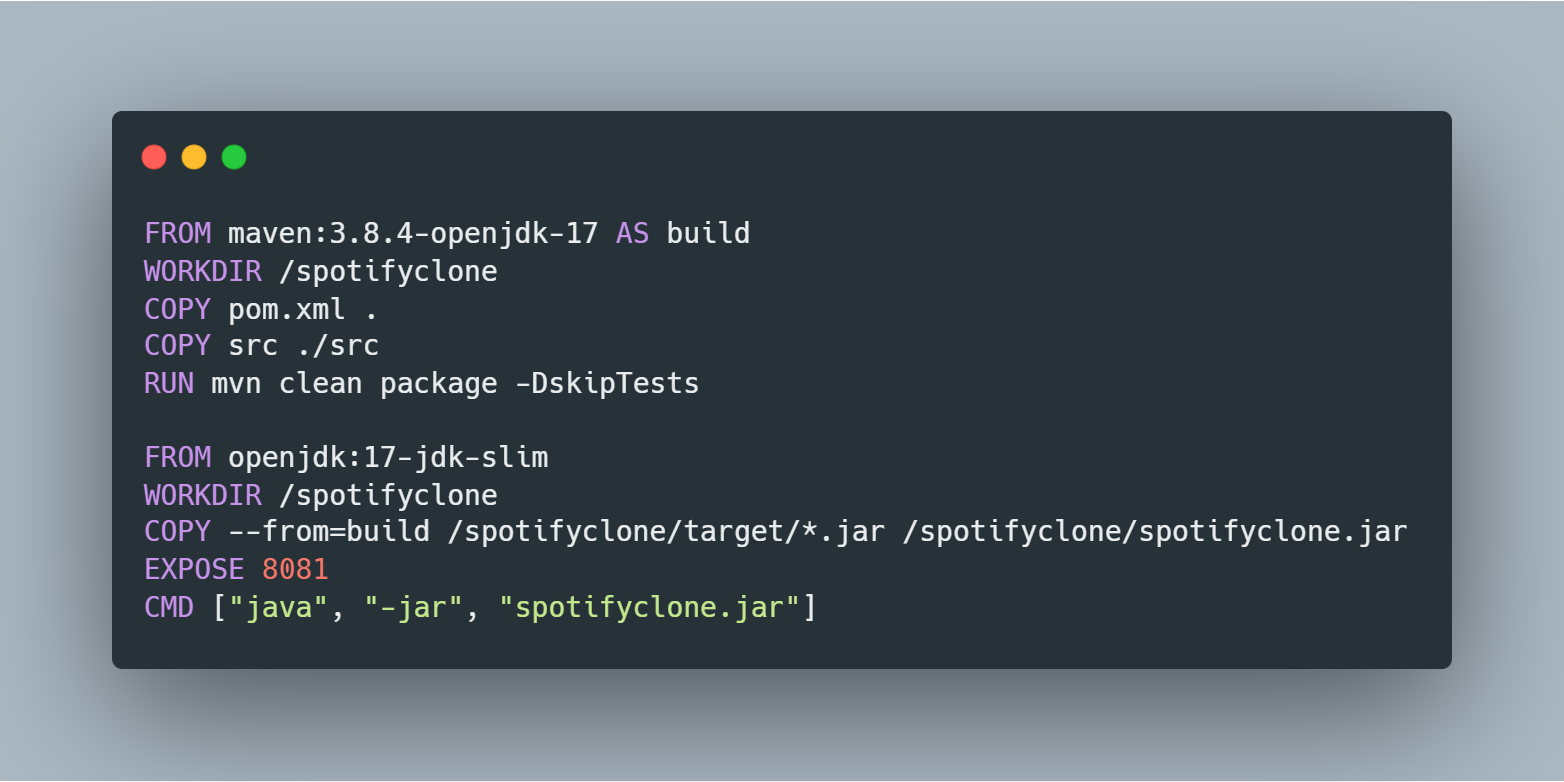 FROM maven:3.8.4-openjdk-17 AS build
WORKDIR /spotifyclone
COPY pom.xml .
COPY src ./src
RUN mvn clean package -DskipTests

FROM openjdk:17-jdk-slim
WORKDIR /spotifyclone
COPY --from=build /spotifyclone/target/*.jar /spotifyclone/spotifyclone.jar
EXPOSE 8081
CMD ["java", "-jar", "spotifyclone.jar"]